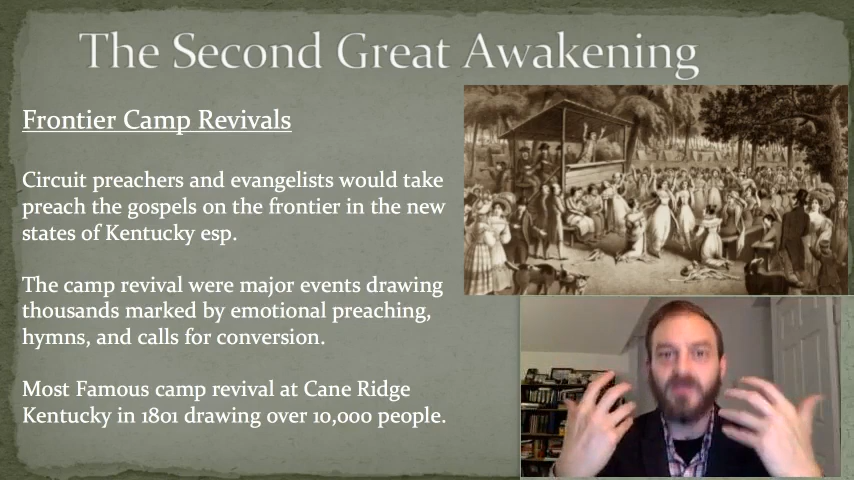 The Second Great Awakening
Frontier Camp Revivals
Circuit preachers and evangelists would take
preach the gospels on the frontier in the new
states of Kentucky esp.
The camp revival were major events drawing
thousands marked by emotional preaching,
hymns, and calls for conversion.
Most Famous camp revival at Cane Ridge
Kentucky in 1801 drawing over 10,000 people.